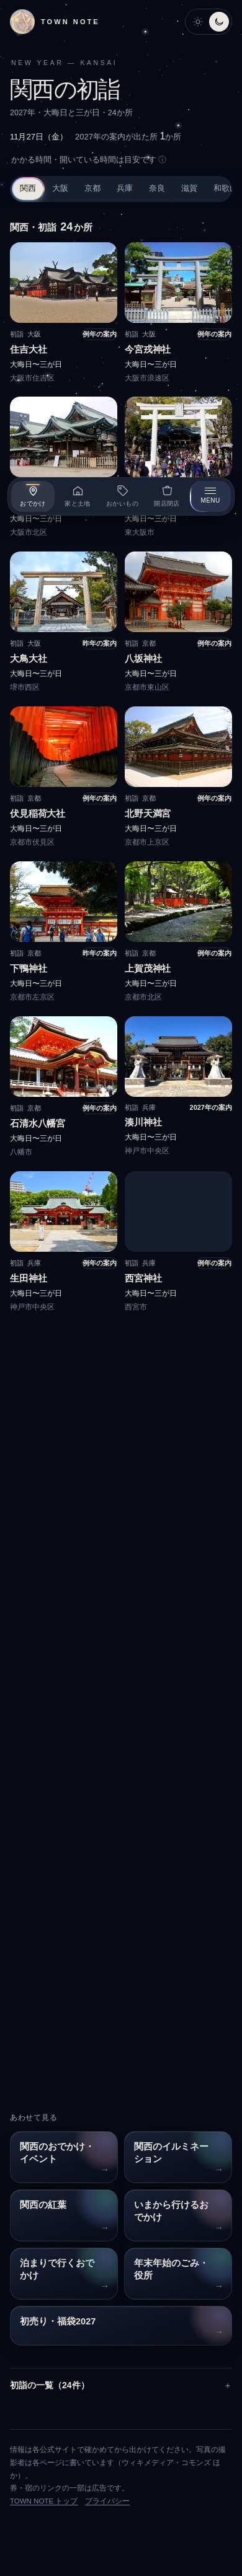 TOWN NOTE
NEW YEAR — KANSAI
関西の初詣
2027年・大晦日と三が日・24か所
11月27日（金） 2027年の案内が出た所 1か所
かかる時間・開いている時間は目安です ⓘ
関西 大阪 京都 兵庫 奈良 滋賀
関西・初詣 24か所
初詣 大阪 例年の案内
住吉大社
大晦日〜三が日
大阪市住吉区
初詣 大阪 例年の案内
今宮戎神社
大晦日〜三が日
大阪市浪速区
おでかけ 家と土地 おかいもの 開店閉店 MENU
大晦日〜三が日
大阪市北区
大晦日〜三が日
東大阪市
初詣 大阪 昨年の案内
大鳥大社
大晦日〜三が日
堺市西区
初詣 京都 例年の案内
八坂神社
大晦日〜三が日
京都市東山区
初詣 京都 例年の案内
伏見稲荷大社
大晦日〜三が日
京都市伏見区
初詣 京都 例年の案内
北野天満宮
大晦日〜三が日
京都市上京区
初詣 京都 昨年の案内
下鴨神社
大晦日〜三が日
京都市左京区
初詣 京都 例年の案内
上賀茂神社
大晦日〜三が日
京都市北区
初詣 京都 例年の案内
石清水八幡宮
大晦日〜三が日
八幡市
初詣 兵庫 2027年の案内
湊川神社
大晦日〜三が日
神戸市中央区
初詣 兵庫 例年の案内
生田神社
大晦日〜三が日
神戸市中央区
初詣 兵庫 例年の案内
西宮神社
大晦日〜三が日
西宮市
あわせて見る
関西のおでかけ・
イベント
→
関西のイルミネー
ション
→
関西の紅葉
→
いまから行けるお
でかけ
→
泊まりで行くおで
かけ
→
年末年始のごみ・
役所
→
初売り・福袋2027
→
初詣の一覧（24件） +
情報は各公式サイトで確かめてから出かけてください。写真の撮
影者は各ページに書いています（ウィキメディア・コモンズ ほ
か）。
券・宿のリンクの一部は広告です。
TOWN NOTE トップ プライバシー